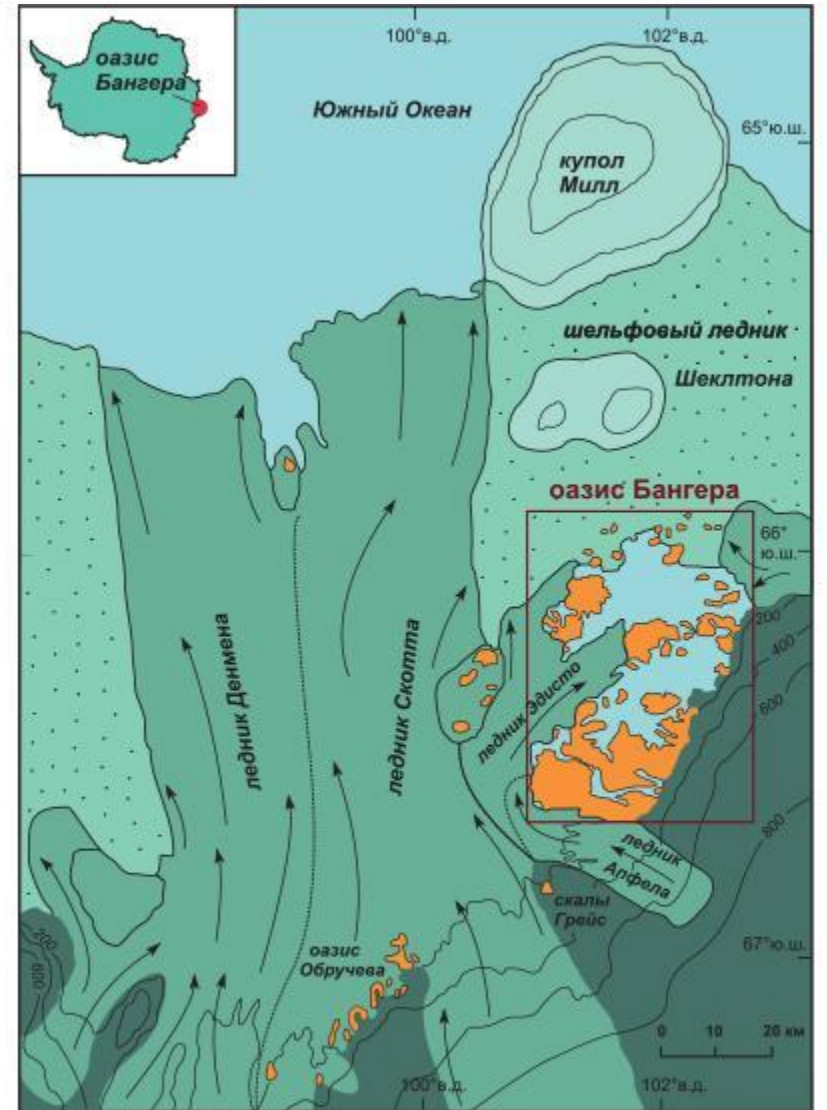 оазис
Бангера
100°в.д.
102°в.д.
Южный Океан
65°ю.ш.
купол
Милл
шельфовый ледник
Шеклтона
оазис Бангера
66°
ю.ш.
200
400
600
800
ледник Денмена
ледник Скотта
ледник Эдисто
ледник
Апфела
скалы
Грейс
оазис
Обручева
67°ю.ш.
600
0 10 20 км
100°в.д.
102°в.д.